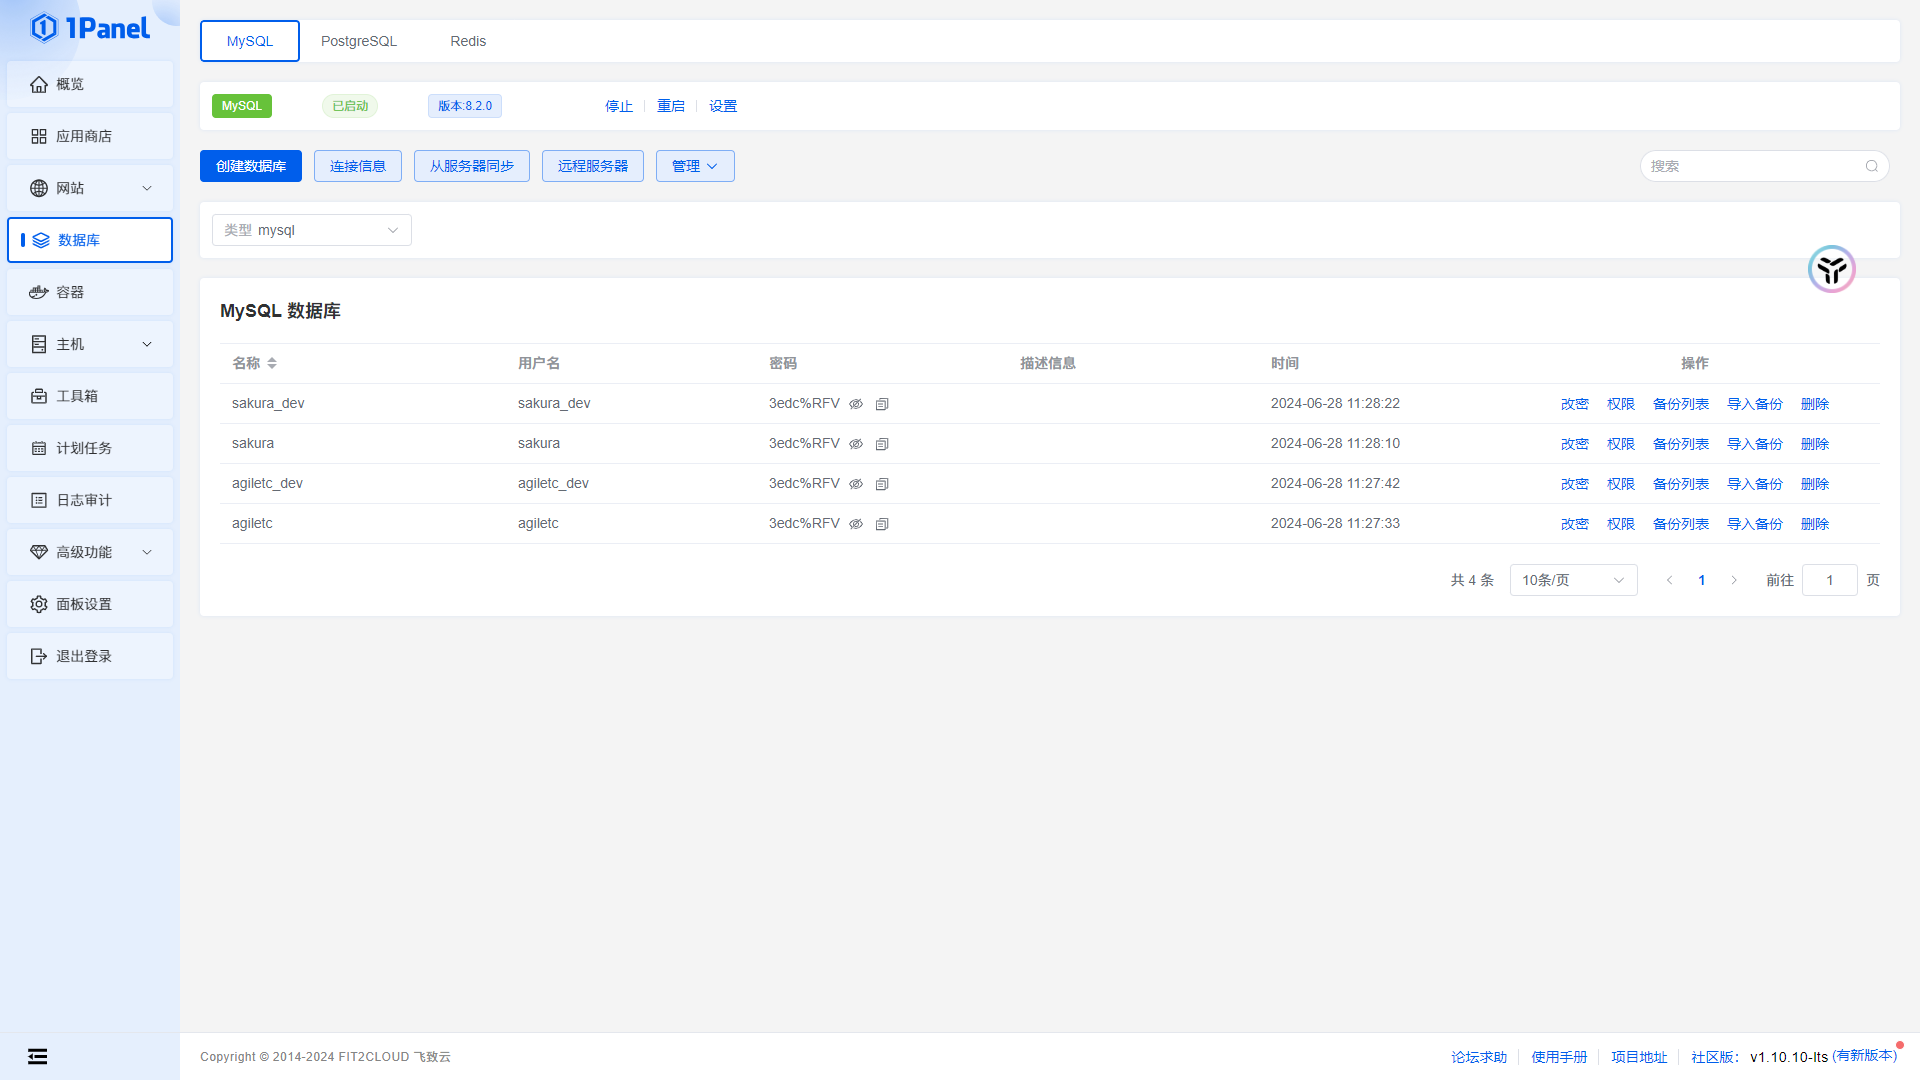 1Panel
概览
应用商店
网站
数据库
容器
主机
工具箱
计划任务
日志审计
高级功能
面板设置
退出登录
MySQL PostgreSQL Redis
MySQL 已启动 版本:8.2.0 停止 重启 设置
创建数据库 连接信息 从服务器同步 远程服务器 管理 搜索
类型 mysql
MySQL 数据库
名称 用户名 密码 描述信息 时间 操作
sakura_dev sakura_dev 3edc%RFV 2024-06-28 11:28:22 改密 权限 备份列表 导入备份 删除
sakura sakura 3edc%RFV 2024-06-28 11:28:10 改密 权限 备份列表 导入备份 删除
agiletc_dev agiletc_dev 3edc%RFV 2024-06-28 11:27:42 改密 权限 备份列表 导入备份 删除
agiletc agiletc 3edc%RFV 2024-06-28 11:27:33 改密 权限 备份列表 导入备份 删除
共 4 条 10条/页 1 前往 1 页
Copyright © 2014-2024 FIT2CLOUD 飞致云 论坛求助 使用手册 项目地址 社区版： v1.10.10-lts (有新版本)